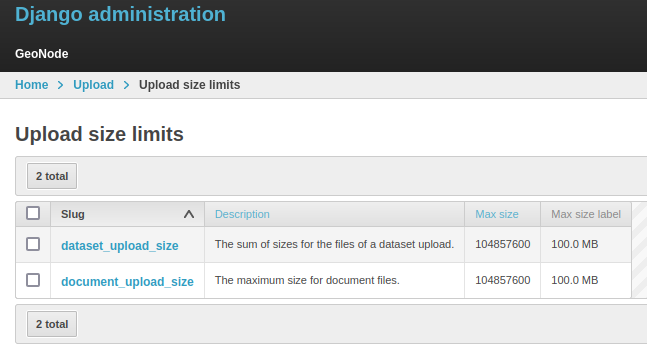 Django administration
GeoNode
Home > Upload > Upload size limits
Upload size limits
2 total
Slug Description Max size Max size label
dataset_upload_size The sum of sizes for the files of a dataset upload. 104857600 100.0 MB
document_upload_size The maximum size for document files. 104857600 100.0 MB
2 total